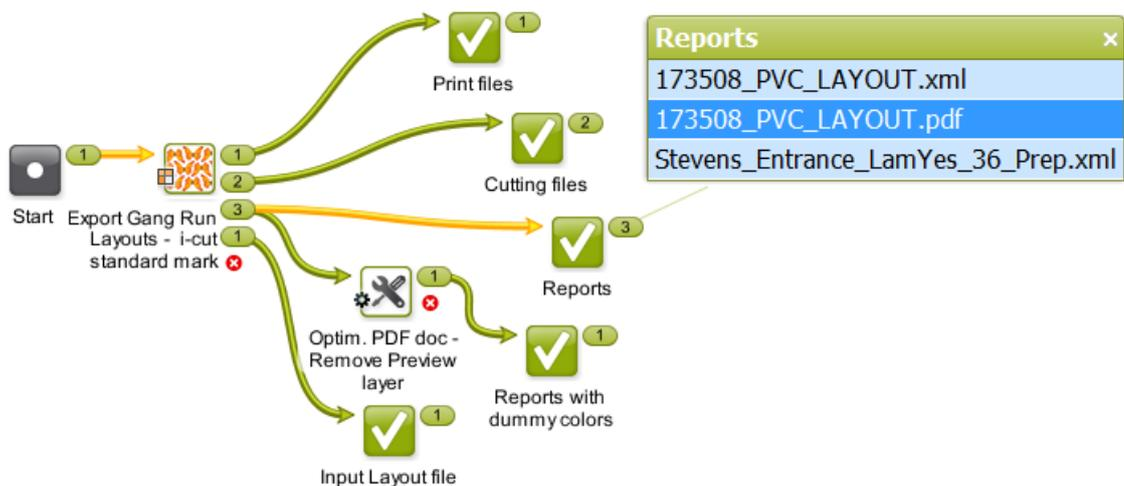 1
Print files
Reports ×
173508_PVC_LAYOUT.xml
173508_PVC_LAYOUT.pdf
Stevens_Entrance_LamYes_36_Prep.xml
2
Cutting files
1
Start
1
2
3
1
Export Gang Run
Layouts - i-cut
standard mark
3
Reports
1
Optim. PDF doc -
Remove Preview
layer
1
Reports with
dummy colors
1
Input Layout file